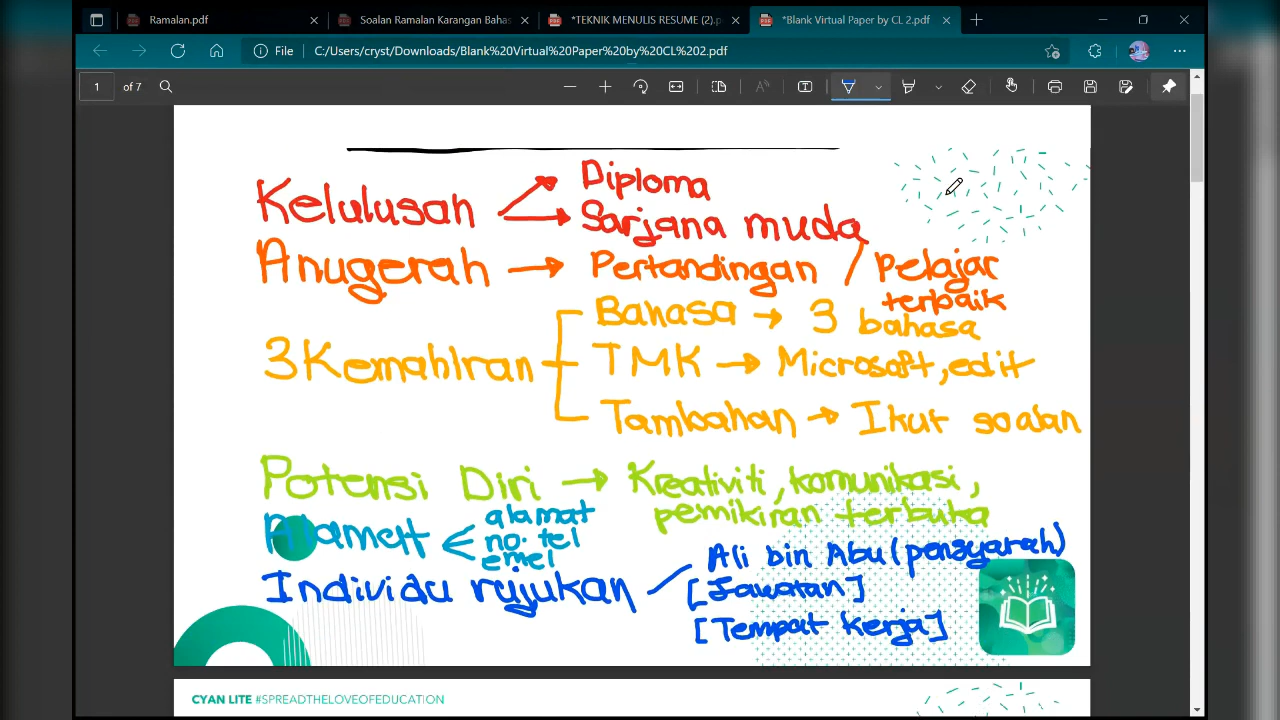 Ramalan.pdf
Soalan Ramalan Karangan Bahas
*TEKNIK MENULIS RESUME (2).p
*Blank Virtual Paper by CL 2.pdf
File C:/Users/cryst/Downloads/Blank%20Virtual%20Paper%20by%20CL%202.pdf
1 of 7
Kelulusan Diploma
Sarjana muda
Anugerah Pertandingan / Pelajar
terbaik
3 Kemahiran Bahasa 3 bahasa
TMK Microsoft, edit
Tambahan Ikut soalan
Potensi Diri Kreativiti, komunikasi,
pemikiran terbuka
Alamat alamat
no. tel
emel
Individu rujukan Ali bin Abu (pensyarah)
[Jawatan]
[Tempat kerja]
CYAN LITE #SPREADTHELOVEOFEDUCATION